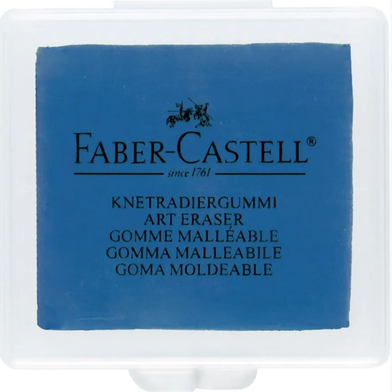 FABER-CASTELL®
since 1761
KNETRADIERGUMMI
ART ERASER
GOMME MALLÉABLE
GOMMA MALLEABILE
GOMA MOLDEABLE